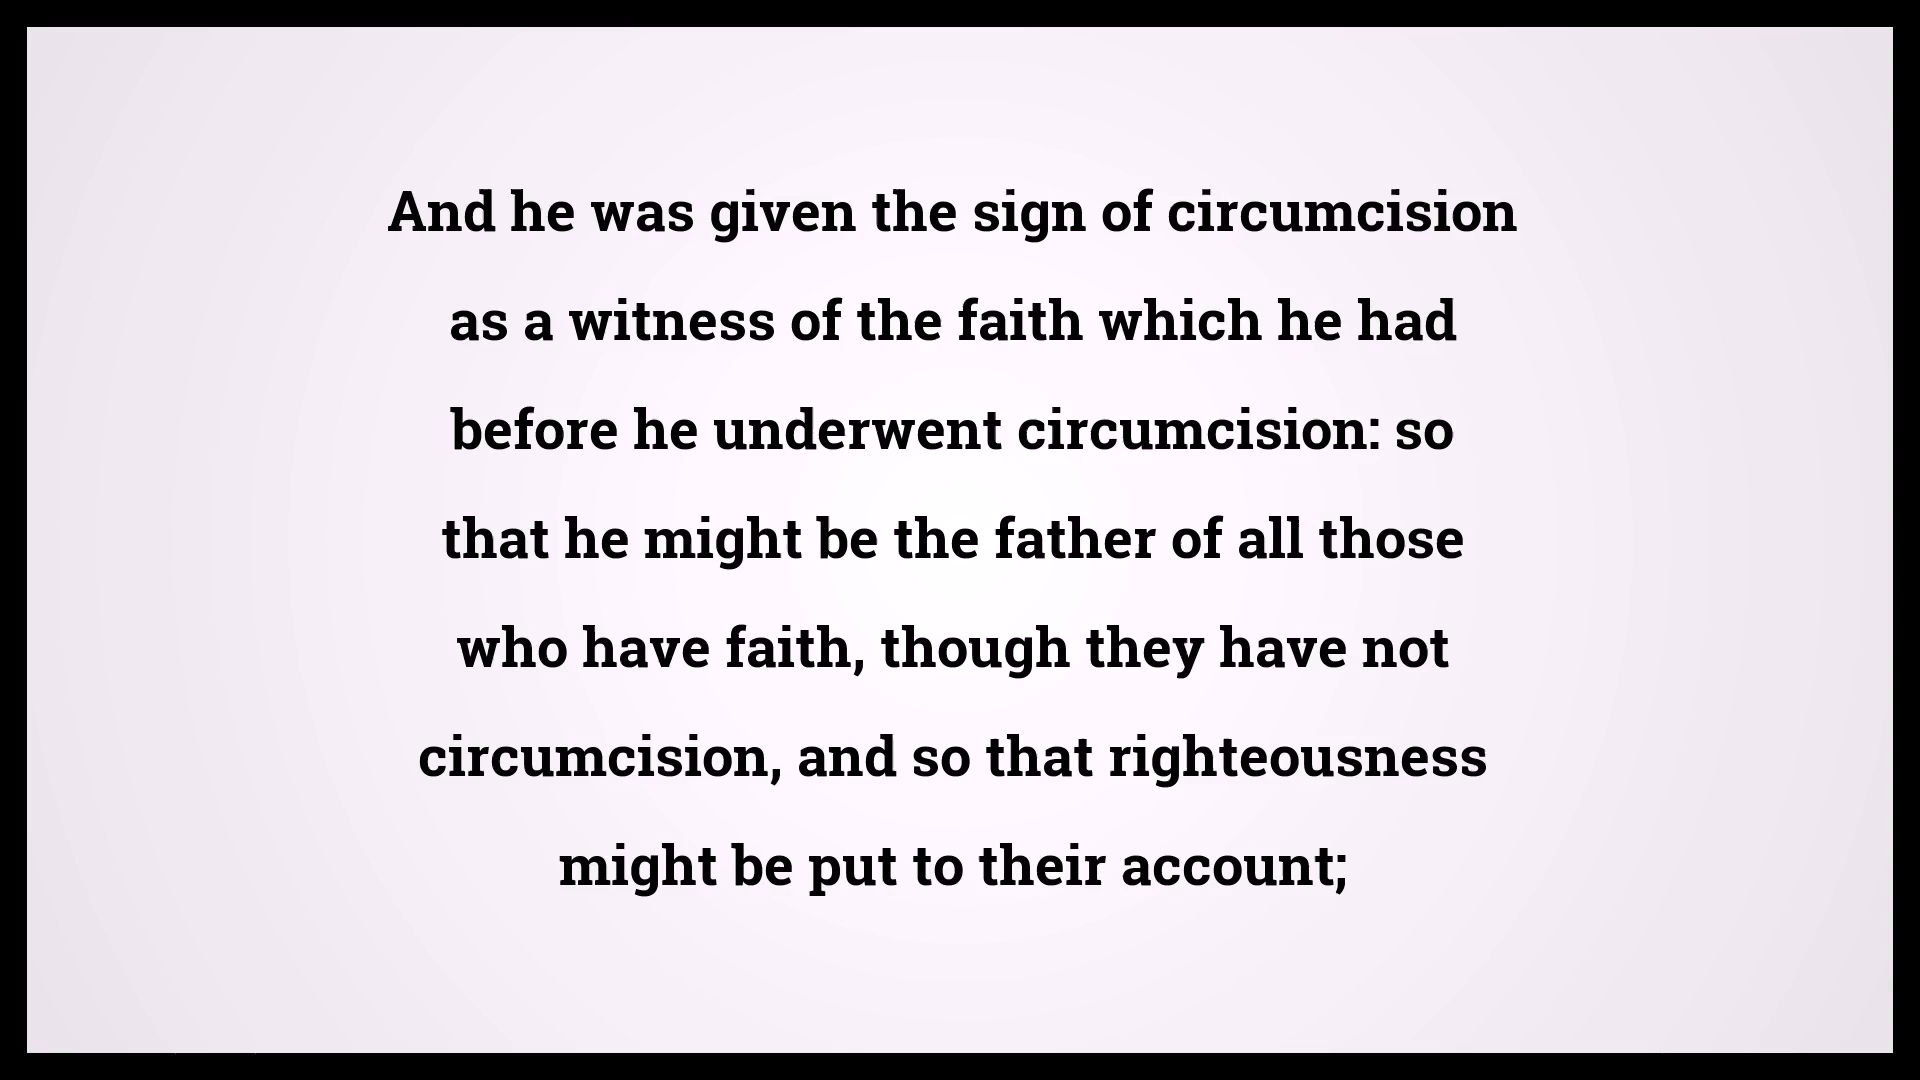 And he was given the sign of circumcision
as a witness of the faith which he had
before he underwent circumcision: so
that he might be the father of all those
who have faith, though they have not
circumcision, and so that righteousness
might be put to their account;